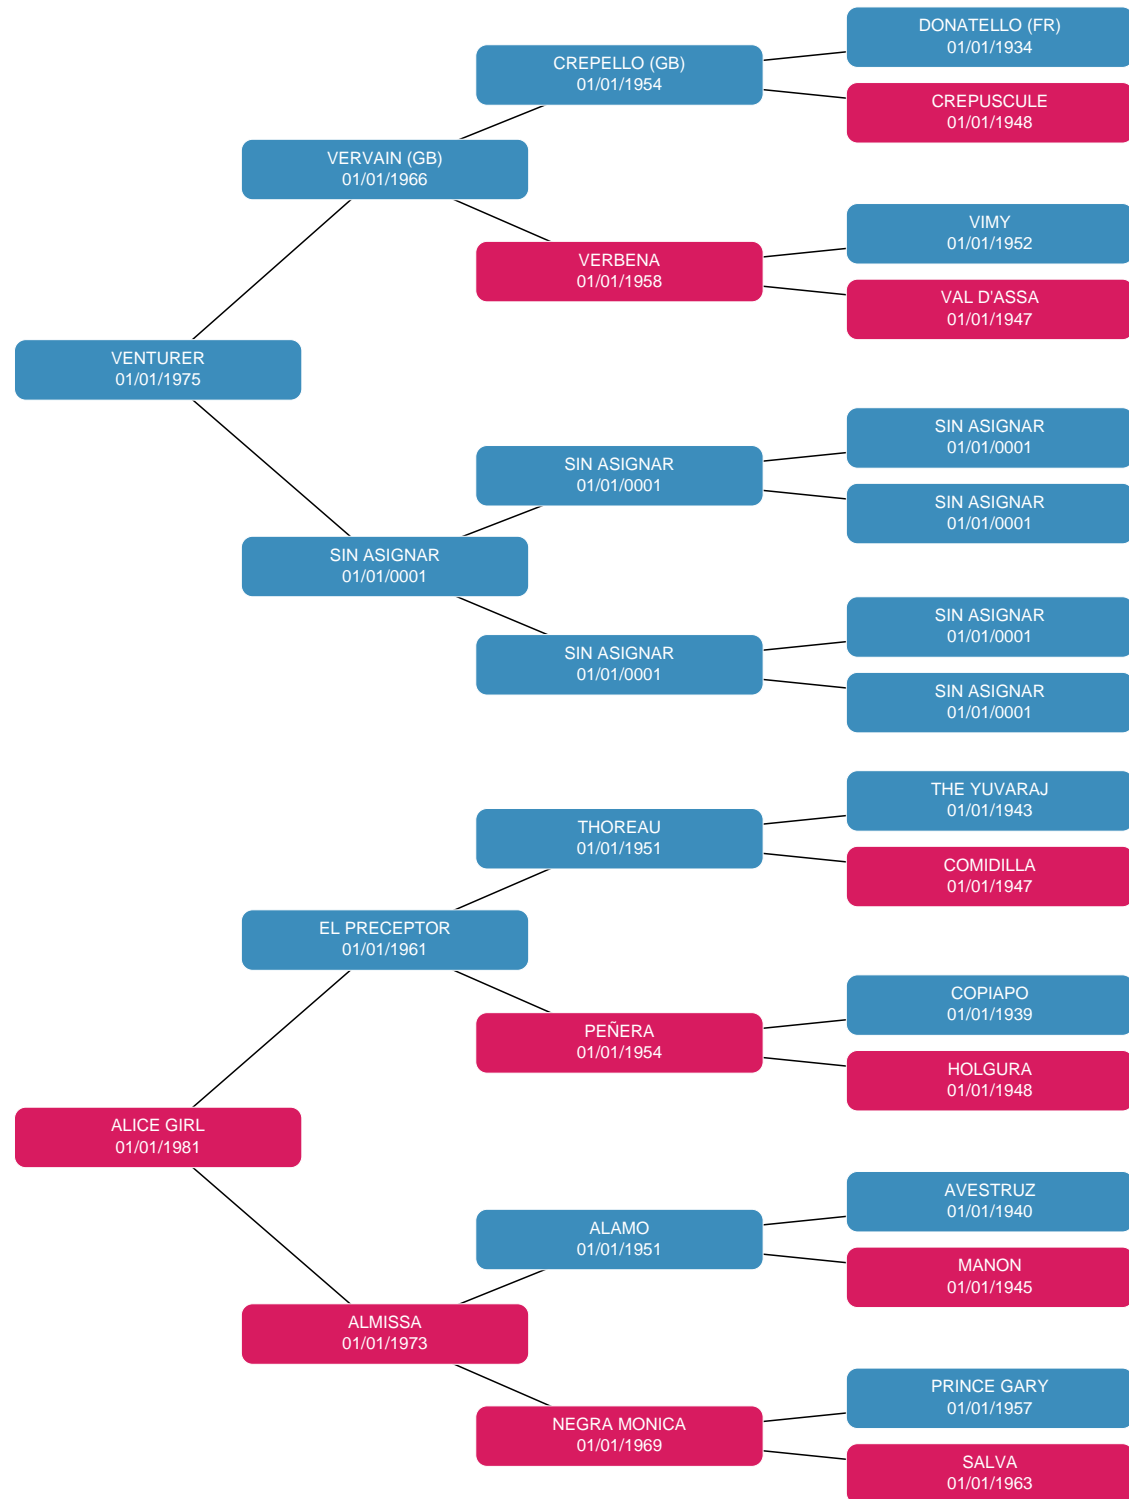 DONATELLO (FR)
01/01/1934
CREPELLO (GB)
01/01/1954
CREPUSCULE
01/01/1948
VERVAIN (GB)
01/01/1966
VIMY
01/01/1952
VERBENA
01/01/1958
VAL D'ASSA
01/01/1947
VENTURER
01/01/1975
SIN ASIGNAR
01/01/0001
SIN ASIGNAR
01/01/0001
SIN ASIGNAR
01/01/0001
SIN ASIGNAR
01/01/0001
SIN ASIGNAR
01/01/0001
SIN ASIGNAR
01/01/0001
SIN ASIGNAR
01/01/0001
THE YUVARAJ
01/01/1943
THOREAU
01/01/1951
COMIDILLA
01/01/1947
EL PRECEPTOR
01/01/1961
COPIAPO
01/01/1939
PEÑERA
01/01/1954
HOLGURA
01/01/1948
ALICE GIRL
01/01/1981
AVESTRUZ
01/01/1940
ALAMO
01/01/1951
MANON
01/01/1945
ALMISSA
01/01/1973
PRINCE GARY
01/01/1957
NEGRA MONICA
01/01/1969
SALVA
01/01/1963